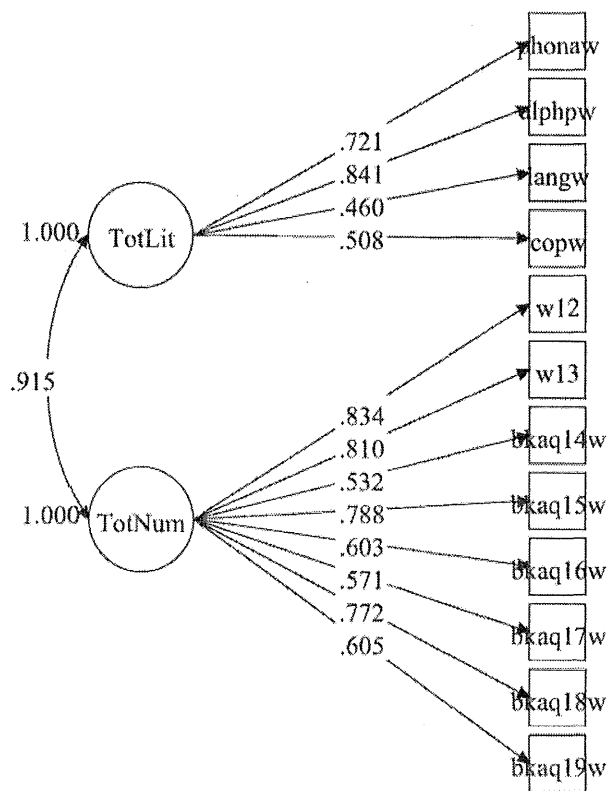 phonaw
alphpw
.721
langw
.841
.460
1.000
TotLit
.508
copw
w12
w13
.915
.834
.810
bkaq14w
.532
.788
bkaq15w
1.000
TotNum
.603
.571
bkaq16w
.772
.605
bkaq17w
bkaq18w
bkaq19w